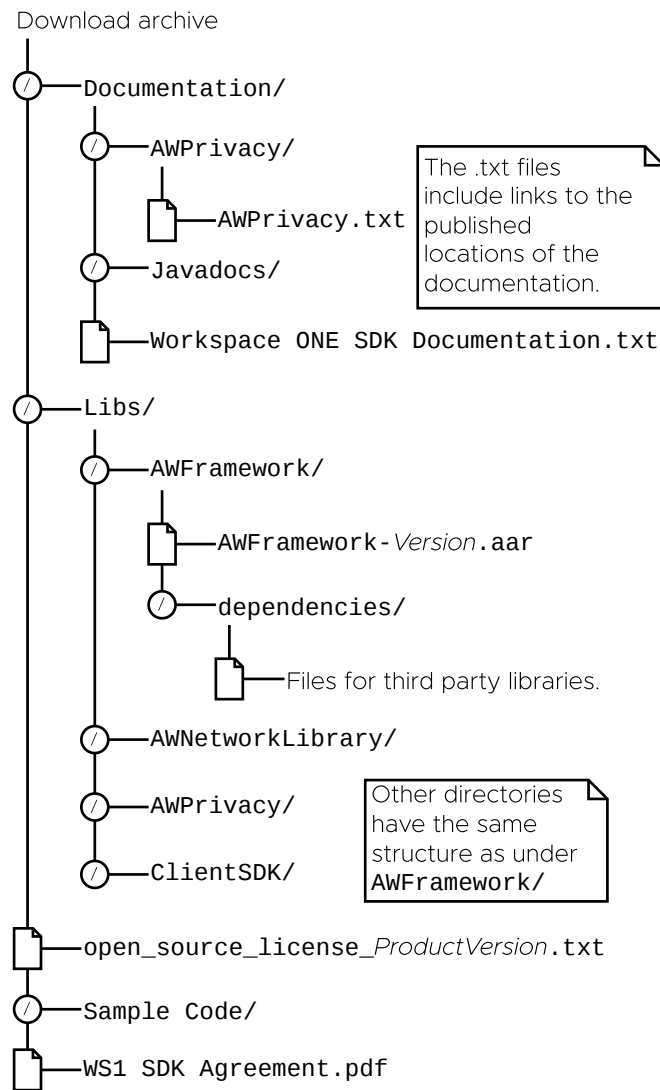 Download archive
/ Documentation/
/ AWPrivacy/
The .txt files
include links to the
published
locations of the
documentation.
AWPrivacy.txt
/ Javadocs/
Workspace ONE SDK Documentation.txt
/ Libs/
/ AWFramework/
AWFramework-Version.aar
/ dependencies/
Files for third party libraries.
/ AWNetworkLibrary/
/ AWPrivacy/
Other directories
have the same
structure as under
AWFramework/
/ ClientSDK/
open_source_license_ProductVersion.txt
/ Sample Code/
WS1 SDK Agreement.pdf